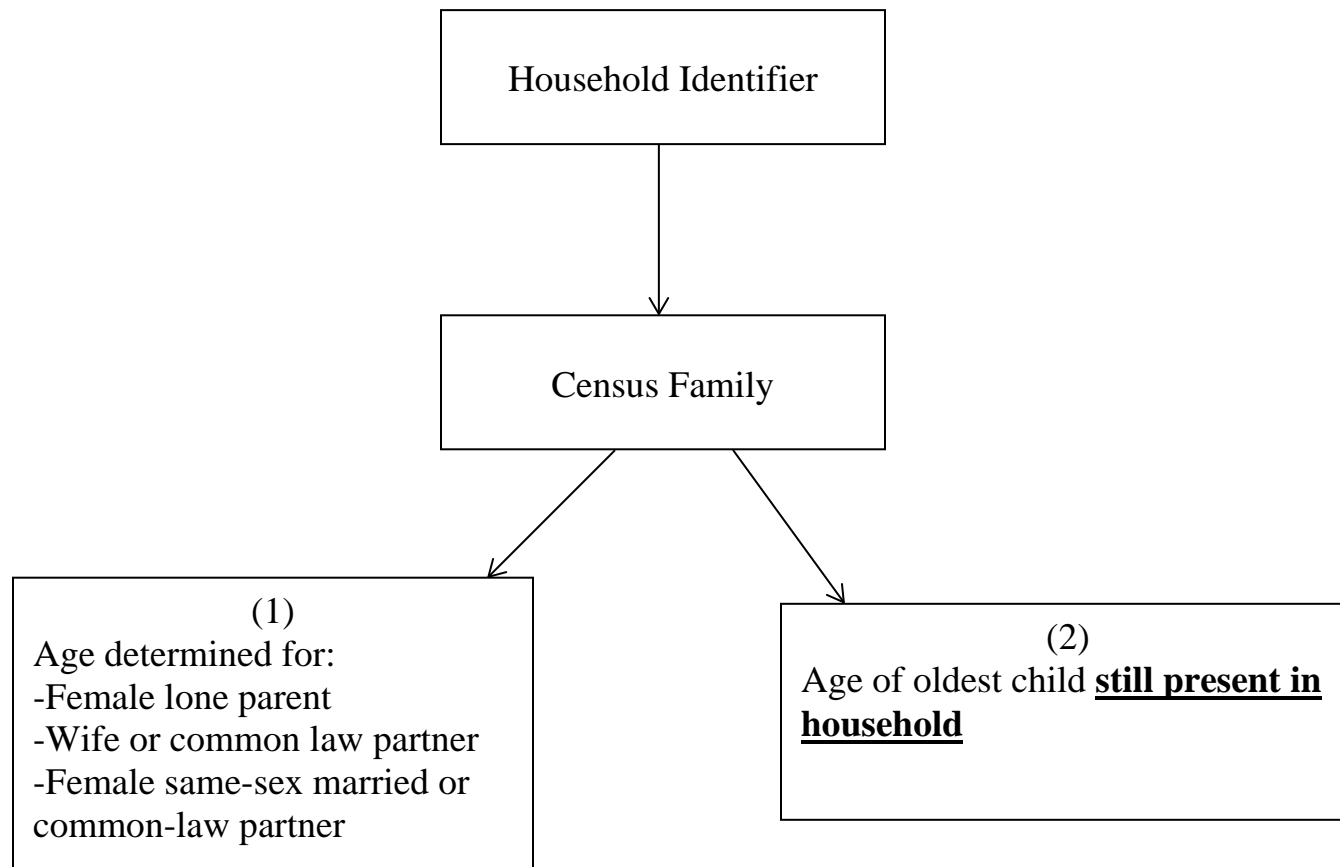 Household Identifier
Census Family
(1)
Age determined for:
-Female lone parent
-Wife or common law partner
-Female same-sex married or
common-law partner
(2)
Age of oldest child still present in
household